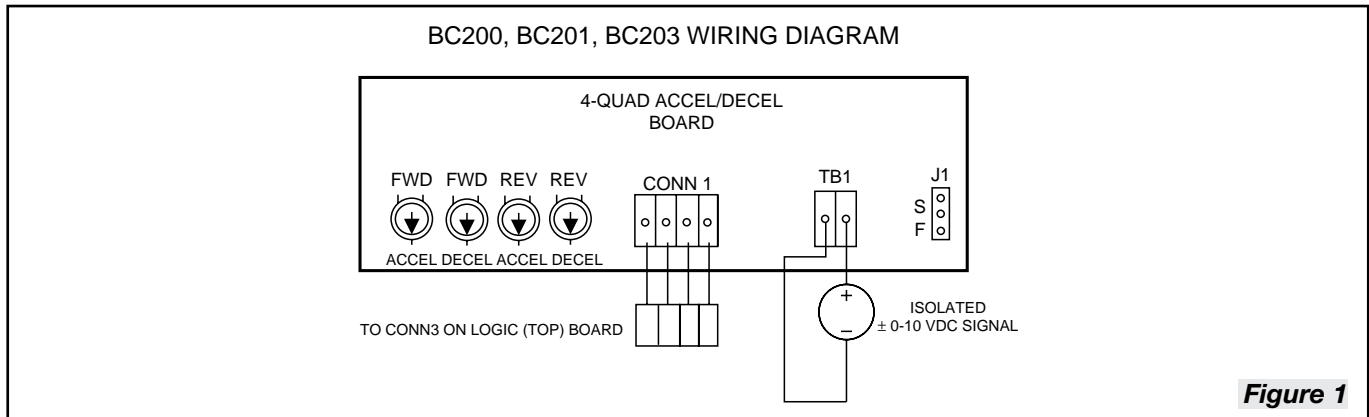 BC200, BC201, BC203 WIRING DIAGRAM
4-QUAD ACCEL/DECEL
BOARD
FWD FWD REV REV
CONN 1
TB1
J1
S
F
ACCEL DECEL ACCEL DECEL
+
−
ISOLATED
± 0-10 VDC SIGNAL
TO CONN3 ON LOGIC (TOP) BOARD
Figure 1